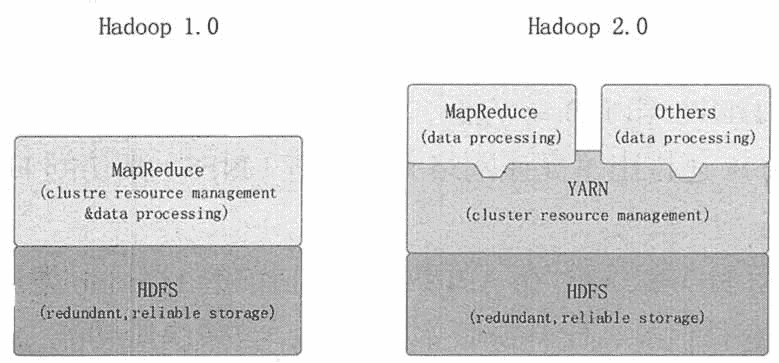 Hadoop 1.0
MapReduce
(clustre resource management
&data processing)
HDFS
(redundant,reliable storage)
Hadoop 2.0
MapReduce
(data processing)
Others
(data processing)
YARN
(cluster resource management)
HDFS
(redundant,reliable storage)